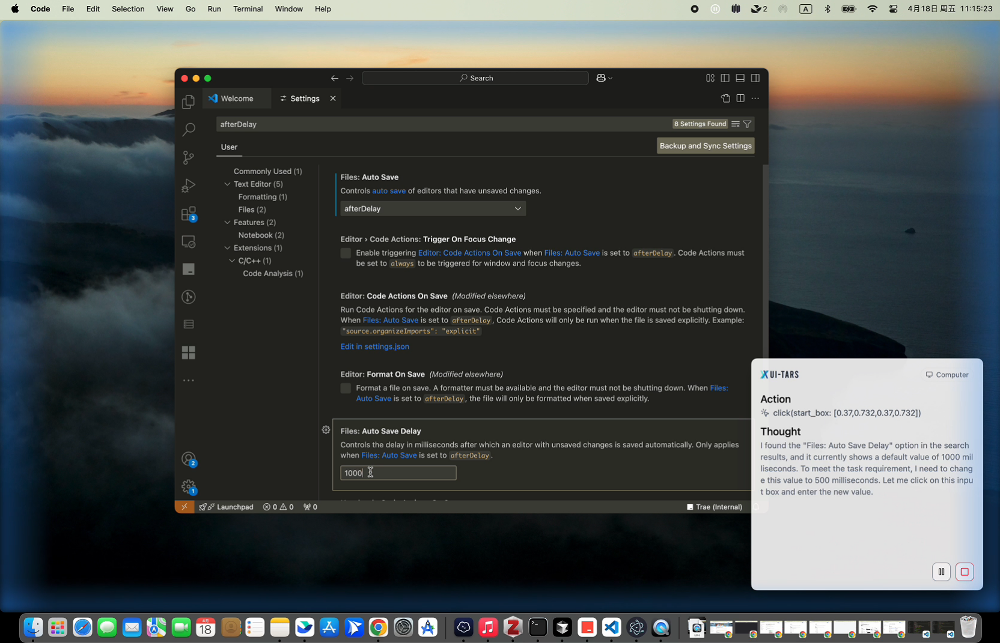 Code File Edit Selection View Go Run Terminal Window Help
2 A 4月18日 周五 11:15:23
Search
Welcome
Settings
afterDelay
8 Settings Found
User
Backup and Sync Settings
Commonly Used (1)
Text Editor (5)
Formatting (1)
Files (2)
Features (2)
Notebook (2)
Extensions (1)
C/C++ (1)
Code Analysis (1)
3
2
1
Files: Auto Save
Controls auto save of editors that have unsaved changes.
afterDelay
Editor › Code Actions: Trigger On Focus Change
Enable triggering Editor: Code Actions On Save when Files: Auto Save is set to afterDelay. Code Actions must
be set to always to be triggered for window and focus changes.
Editor: Code Actions On Save (Modified elsewhere)
Run Code Actions for the editor on save. Code Actions must be specified and the editor must not be shutting down.
When Files: Auto Save is set to afterDelay, Code Actions will only be run when the file is saved explicitly. Example:
"source.organizeImports": "explicit"
Edit in settings.json
Editor: Format On Save (Modified elsewhere)
Format a file on save. A formatter must be available and the editor must not be shutting down. When Files:
Auto Save is set to afterDelay, the file will only be formatted when saved explicitly.
Files: Auto Save Delay
Controls the delay in milliseconds after which an editor with unsaved changes is saved automatically. Only applies
when Files: Auto Save is set to afterDelay.
1000
Launchpad 0 0 0
Trae (Internal)
UI-TARS
Computer
Action
click(start_box: [0.37,0.732,0.37,0.732])
Thought
I found the "Files: Auto Save Delay" option in the search
results, and it currently shows a default value of 1000 mil
liseconds. To meet the task requirement, I need to chang
e this value to 500 milliseconds. Let me click on this inpu
t box and enter the new value.
4月
18